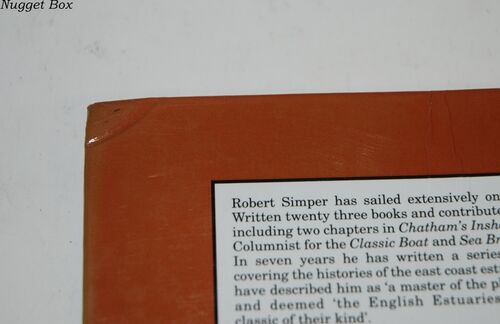 Nugget Box
Robert Simper has sailed extensively on
Written twenty three books and contribute
including two chapters in Chatham's Insh
Columnist for the Classic Boat and Sea Br
In seven years he has written a series
covering the histories of the east coast est
have described him as 'a master of the p
and deemed 'the English Estuaries
classic of their kind'.